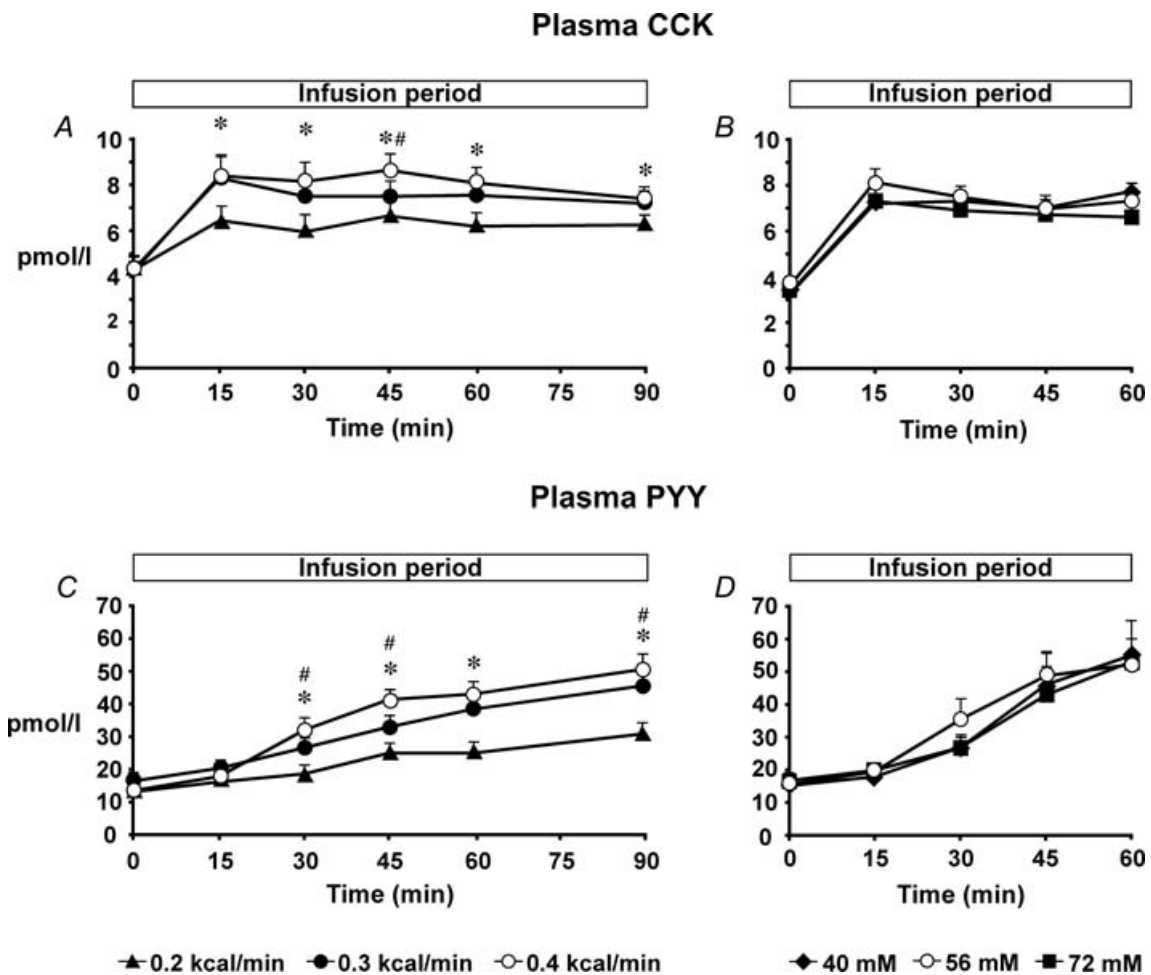 Plasma CCK
Infusion period
Infusion period
A
* * *# * *
10
8
6
4
2
0
pmol/l
0 15 30 45 60 75 90
Time (min)
B
10
8
6
4
2
0
0 15 30 45 60
Time (min)
Plasma PYY
Infusion period
Infusion period
C
# # #
* * * *
70
60
50
40
30
20
10
0
pmol/l
0 15 30 45 60 75 90
Time (min)
D
70
60
50
40
30
20
10
0
0 15 30 45 60
Time (min)
0.2 kcal/min 0.3 kcal/min 0.4 kcal/min
40 mM 56 mM 72 mM